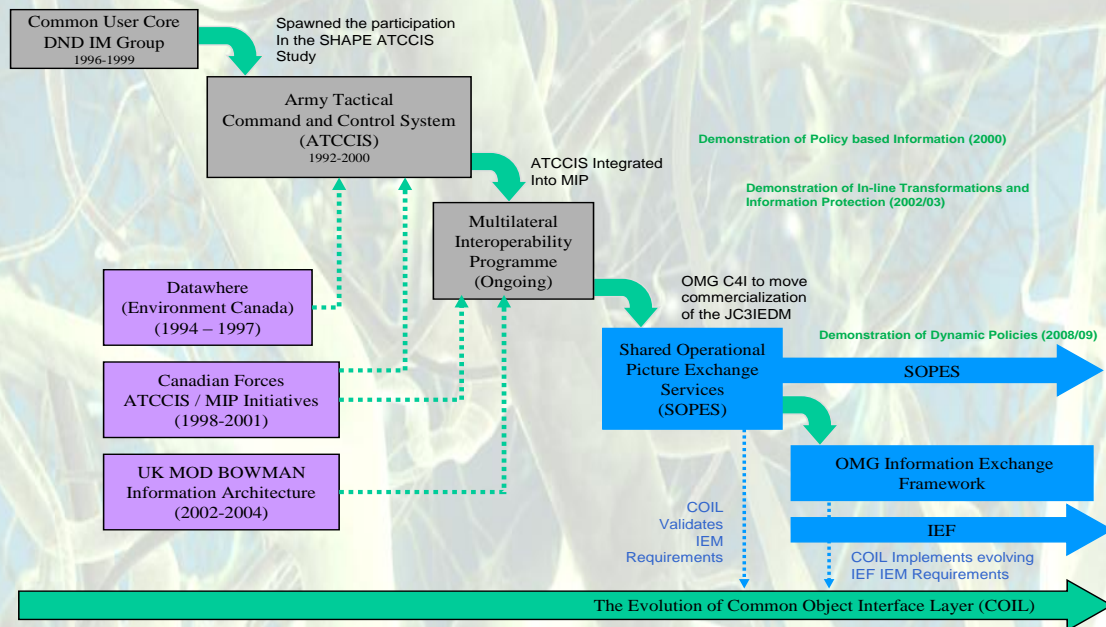 Common User Core
DND IM Group
1996-1999
Spawned the participation
In the SHAPE ATCCIS
Study
Army Tactical
Command and Control System
(ATCCIS)
1992-2000
ATCCIS Integrated
Into MIP
Demonstration of Policy based Information (2000)
Demonstration of In-line Transformations and
Information Protection (2002/03)
Multilateral
Interoperability
Programme
(Ongoing)
Datawhere
(Environment Canada)
(1994 – 1997)
OMG C4I to move
commercialization
of the JC3IEDM
Demonstration of Dynamic Policies (2008/09)
Shared Operational
Picture Exchange
Services
(SOPES)
SOPES
Canadian Forces
ATCCIS / MIP Initiatives
(1998-2001)
OMG Information Exchange
Framework
UK MOD BOWMAN
Information Architecture
(2002-2004)
COIL
Validates
IEM
Requirements
IEF
COIL Implements evolving
IEF IEM Requirements
The Evolution of Common Object Interface Layer (COIL)